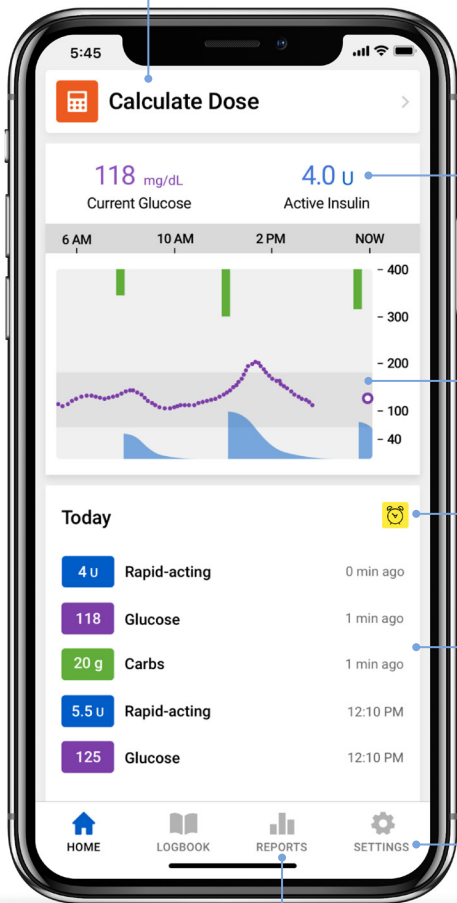 5:45
Calculate Dose
118 mg/dL 4.0 U
Current Glucose Active Insulin
6 AM 10 AM 2 PM NOW
- 400
- 300
- 200
- 100
- 40
Today
4 U Rapid-acting 0 min ago
118 Glucose 1 min ago
20 g Carbs 1 min ago
5.5 U Rapid-acting 12:10 PM
125 Glucose 12:10 PM
HOME LOGBOOK REPORTS SETTINGS